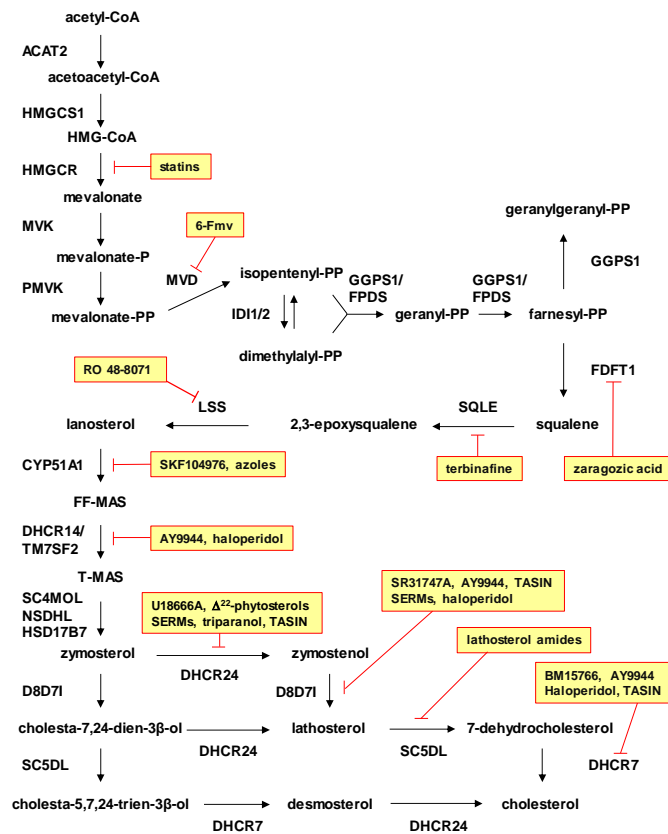 acetyl-CoA
ACAT2
acetoacetyl-CoA
HMGCS1
HMG-CoA
HMGCR
statins
mevalonate
MVK
6-Fmv
geranylgeranyl-PP
mevalonate-P
PMVK
MVD
isopentenyl-PP
GGPS1/
FPDS
GGPS1/
FPDS
GGPS1
mevalonate-PP
IDI1/2
geranyl-PP
farnesyl-PP
dimethylalyl-PP
RO 48-8071
FDFT1
LSS
SQLE
lanosterol
2,3-epoxysqualene
squalene
CYP51A1
SKF104976, azoles
terbinafine
zaragozic acid
FF-MAS
DHCR14/
TM7SF2
AY9944, haloperidol
T-MAS
SC4MOL
NSDHL
HSD17B7
U18666A, Δ²²-phytosterols
SERMs, triparanol, TASIN
SR31747A, AY9944, TASIN
SERMs, haloperidol
lathosterol amides
zymosterol
DHCR24
zymostenol
BM15766, AY9944
Haloperidol, TASIN
D8D7I
D8D7I
cholesta-7,24-dien-3β-ol
DHCR24
lathosterol
SC5DL
7-dehydrocholesterol
SC5DL
DHCR7
cholesta-5,7,24-trien-3β-ol
DHCR7
desmosterol
DHCR24
cholesterol